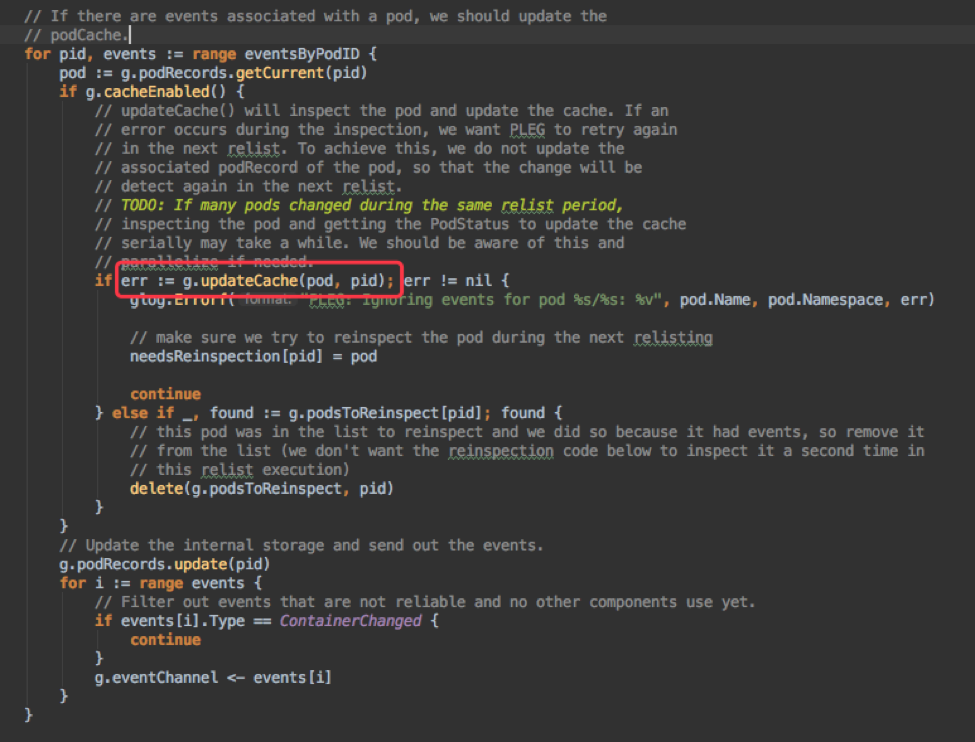 // If there are events associated with a pod, we should update the
// podCache.
for pid, events := range eventsByPodID {
pod := g.podRecords.getCurrent(pid)
if g.cacheEnabled() {
// updateCache() will inspect the pod and update the cache. If an
// error occurs during the inspection, we want PLEG to retry again
// in the next relist. To achieve this, we do not update the
// associated podRecord of the pod, so that the change will be
// detect again in the next relist.
// TODO: If many pods changed during the same relist period,
// inspecting the pod and getting the PodStatus to update the cache
// serially may take a while. We should be aware of this and
// parallelize if needed.
if err := g.updateCache(pod, pid); err != nil {
glog.Errorf( format: "PLEG: Ignoring events for pod %s/%s: %v", pod.Name, pod.Namespace, err)
// make sure we try to reinspect the pod during the next relisting
needsReinspection[pid] = pod
continue
} else if _, found := g.podsToReinspect[pid]; found {
// this pod was in the list to reinspect and we did so because it had events, so remove it
// from the list (we don't want the reinspection code below to inspect it a second time in
// this relist execution)
delete(g.podsToReinspect, pid)
}
}
// Update the internal storage and send out the events.
g.podRecords.update(pid)
for i := range events {
// Filter out events that are not reliable and no other components use yet.
if events[i].Type == ContainerChanged {
continue
}
g.eventChannel <- events[i]
}
}